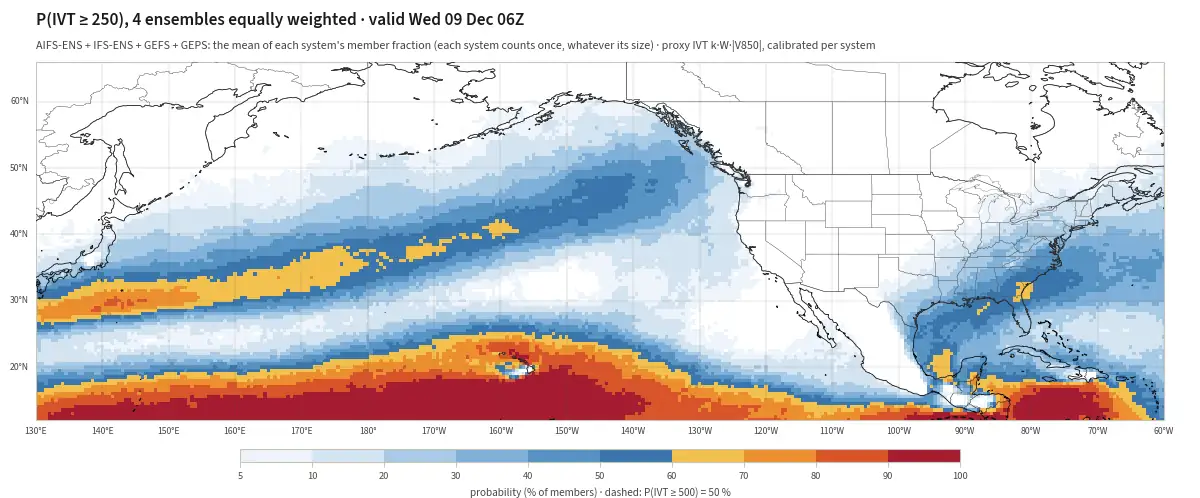 P(IVT ≥ 250), 4 ensembles equally weighted · valid Wed 09 Dec 06Z
AIFS-ENS + IFS-ENS + GEFS + GEPS: the mean of each system's member fraction (each system counts once, whatever its size) · proxy IVT k·W·|V850|, calibrated per system
60°N
50°N
40°N
30°N
20°N
130°E 140°E 150°E 160°E 170°E 180° 170°W 160°W 150°W 140°W 130°W 120°W 110°W 100°W 90°W 80°W 70°W 60°W
5 10 20 30 40 50 60 70 80 90 100
probability (% of members) · dashed: P(IVT ≥ 500) = 50 %